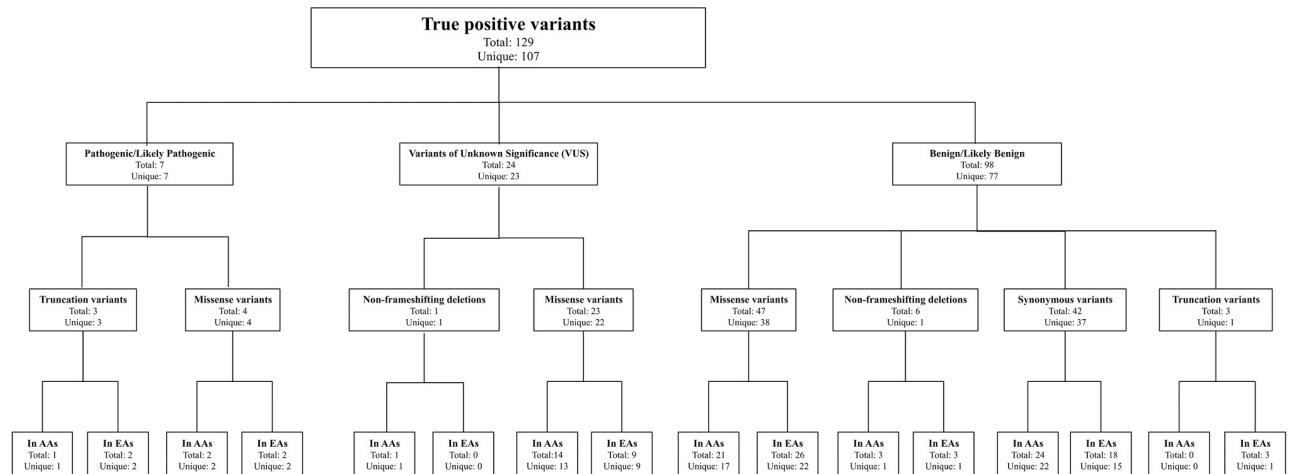 True positive variants
Total: 129
Unique: 107
Pathogenic/Likely Pathogenic
Total: 7
Unique: 7
Variants of Unknown Significance (VUS)
Total: 24
Unique: 23
Benign/Likely Benign
Total: 98
Unique: 77
Truncation variants
Total: 3
Unique: 3
Missense variants
Total: 4
Unique: 4
Non-frameshifting deletions
Total: 1
Unique: 1
Missense variants
Total: 23
Unique: 22
Missense variants
Total: 47
Unique: 38
Non-frameshifting deletions
Total: 6
Unique: 1
Synonymous variants
Total: 42
Unique: 37
Truncation variants
Total: 3
Unique: 1
In AAs
Total: 1
Unique: 1
In EAs
Total: 2
Unique: 2
In AAs
Total: 2
Unique: 2
In EAs
Total: 2
Unique: 2
In AAs
Total: 1
Unique: 1
In EAs
Total: 0
Unique: 0
In AAs
Total:14
Unique: 13
In EAs
Total: 9
Unique: 9
In AAs
Total: 21
Unique: 17
In EAs
Total: 26
Unique: 22
In AAs
Total: 3
Unique: 1
In EAs
Total: 3
Unique: 1
In AAs
Total: 24
Unique: 22
In EAs
Total: 18
Unique: 15
In AAs
Total: 0
Unique: 0
In EAs
Total: 3
Unique: 1